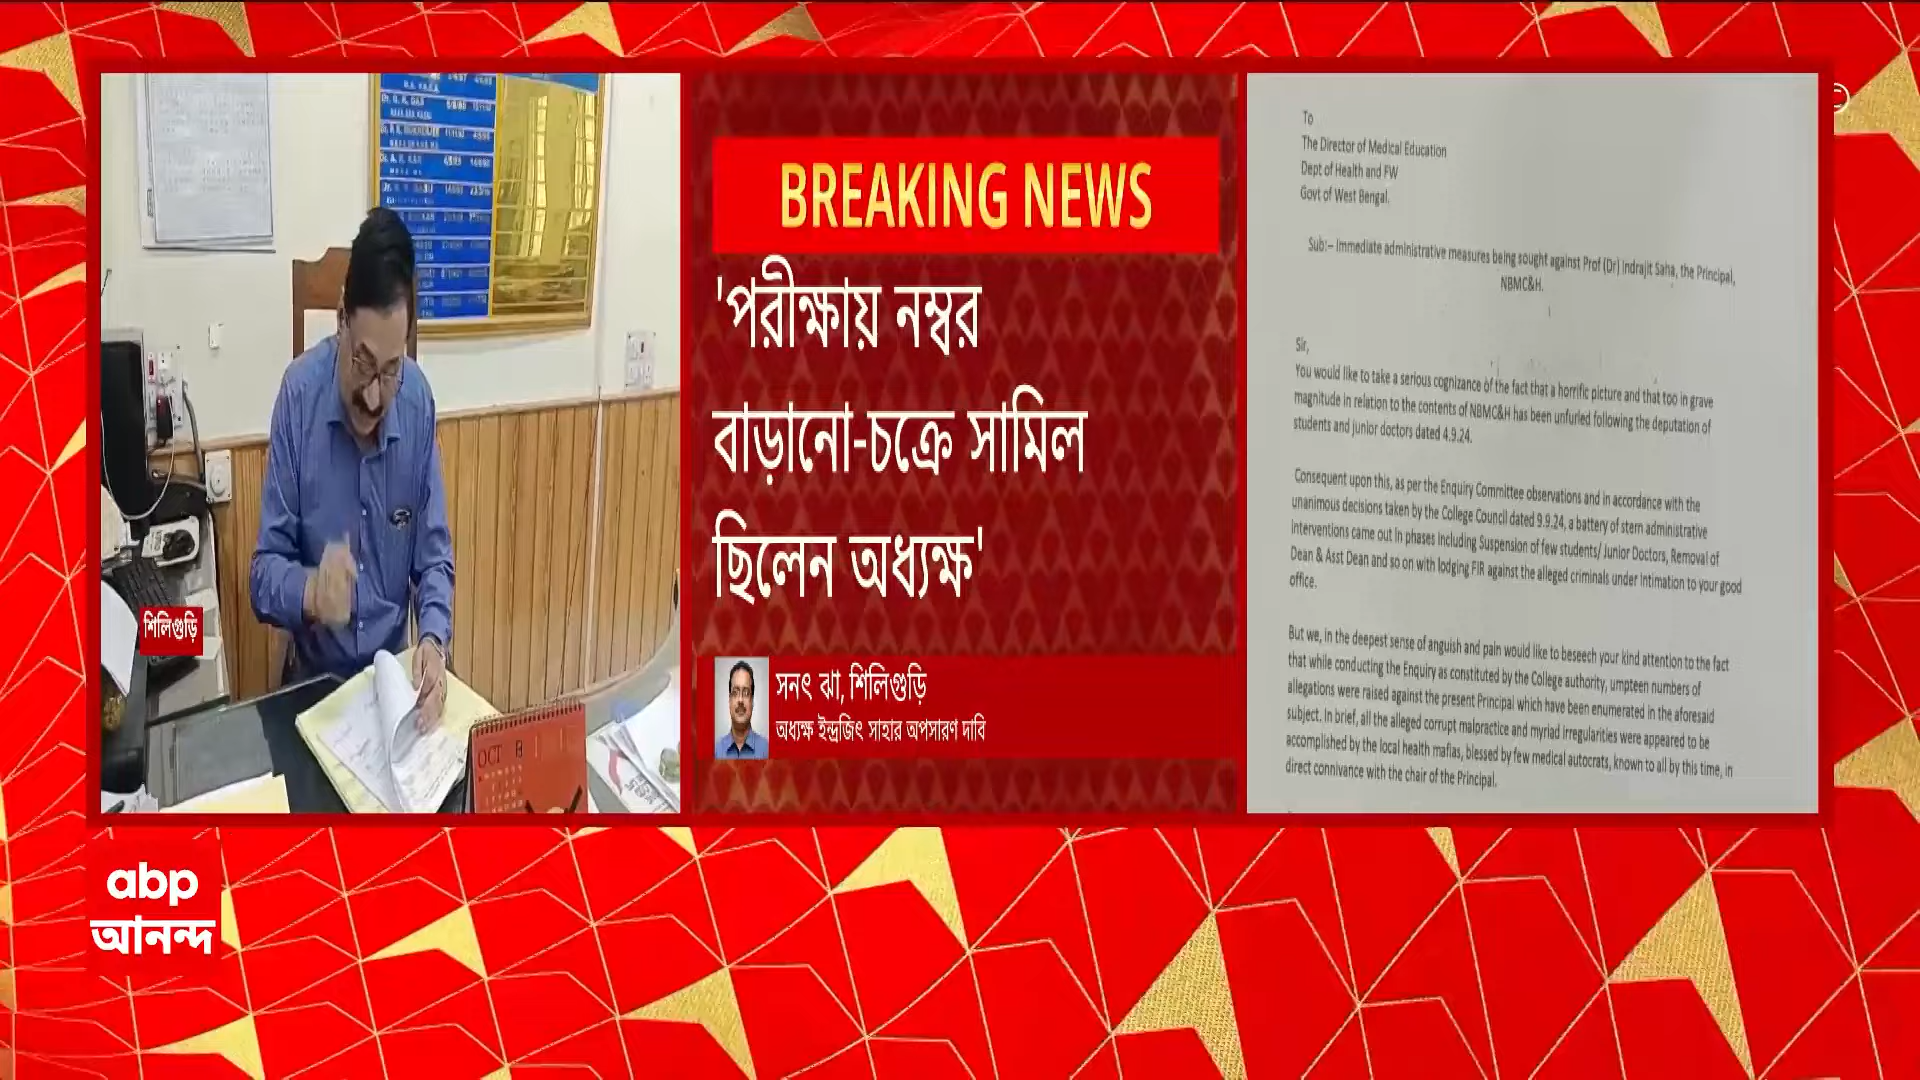 শিলিগুড়ি
OCT 8
BREAKING NEWS
'পরীক্ষায় নম্বর
বাড়ানো-চক্রে সামিল
ছিলেন অধ্যক্ষ'
সনৎ ঝা, শিলিগুড়ি
অধ্যক্ষ ইন্দ্রজিৎ সাহার অপসারণ দাবি
To
The Director of Medical Education
Dept of Health and FW
Govt of West Bengal.
Sub:– Immediate administrative measures being sought against Prof (Dr) Indrajit Saha, the Principal,
NBMC&H.
Sir,
You would like to take a serious cognizance of the fact that a horrific picture and that too in grave
magnitude in relation to the contents of NBMC&H has been unfurled following the deputation of
students and junior doctors dated 4.9.24.
Consequent upon this, as per the Enquiry Committee observations and in accordance with the
unanimous decisions taken by the College Council dated 9.9.24, a battery of stern administrative
interventions came out in phases including Suspension of few students/ Junior Doctors, Removal of
Dean & Asst Dean and so on with lodging FIR against the alleged criminals under intimation to your good
office.
But we, in the deepest sense of anguish and pain would like to beseech your kind attention to the fact
that while conducting the Enquiry as constituted by the College authority, umpteen numbers of
allegations were raised against the present Principal which have been enumerated in the aforesaid
subject. In brief, all the alleged corrupt malpractice and myriad irregularities were appeared to be
accomplished by the local health mafias, blessed by few medical autocrats, known to all by this time, in
direct connivance with the chair of the Principal.
abp
আনন্দ